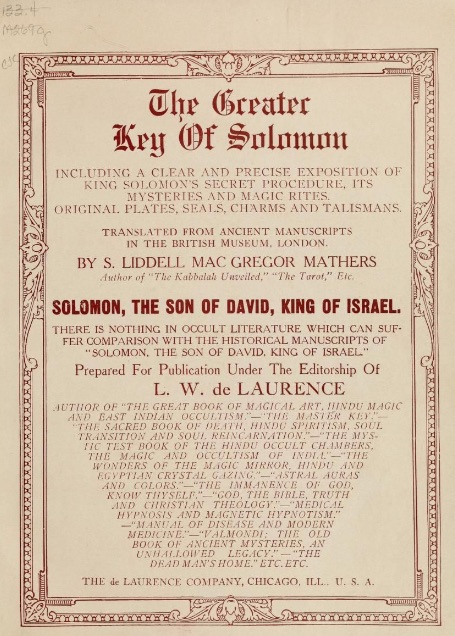 133.4
M269g
The Greater
Key Of Solomon
INCLUDING A CLEAR AND PRECISE EXPOSITION OF
KING SOLOMON'S SECRET PROCEDURE, ITS
MYSTERIES AND MAGIC RITES.
ORIGINAL PLATES, SEALS, CHARMS AND TALISMANS.
TRANSLATED FROM ANCIENT MANUSCRIPTS
IN THE BRITISH MUSEUM, LONDON.
BY S. LIDDELL MAC GREGOR MATHERS
Author of "The Kabbalah Unveiled," "The Tarot," Etc.
SOLOMON, THE SON OF DAVID, KING OF ISRAEL.
THERE IS NOTHING IN OCCULT LITERATURE WHICH CAN SUF-
FER COMPARISON WITH THE HISTORICAL MANUSCRIPTS OF
"SOLOMON, THE SON OF DAVID, KING OF ISRAEL."
Prepared For Publication Under The Editorship Of
L. W. de LAURENCE
AUTHOR OF "THE GREAT BOOK OF MAGICAL ART, HINDU MAGIC
AND EAST INDIAN OCCULTISM."—"THE MASTER KEY."—
"THE SACRED BOOK OF DEATH, HINDU SPIRITISM, SOUL
TRANSITION AND SOUL REINCARNATION."—"THE MYS-
TIC TEST BOOK OF THE HINDU OCCULT CHAMBERS,
THE MAGIC AND OCCULTISM OF INDIA."—"THE
WONDERS OF THE MAGIC MIRROR, HINDU AND
EGYPTIAN CRYSTAL GAZING."—"ASTRAL AURAS
AND COLORS."—"THE IMMANENCE OF GOD,
KNOW THYSELF."—"GOD, THE BIBLE, TRUTH
AND CHRISTIAN THEOLOGY."—"MEDICAL
HYPNOSIS AND MAGNETIC HYPNOTISM."
—"MANUAL OF DISEASE AND MODERN
MEDICINE."—"VALMONDI; THE OLD
BOOK OF ANCIENT MYSTERIES, AN
UNHALLOWED LEGACY."—"THE
DEAD MAN'S HOME." ETC. ETC.
THE de LAURENCE COMPANY, CHICAGO, ILL., U. S. A.